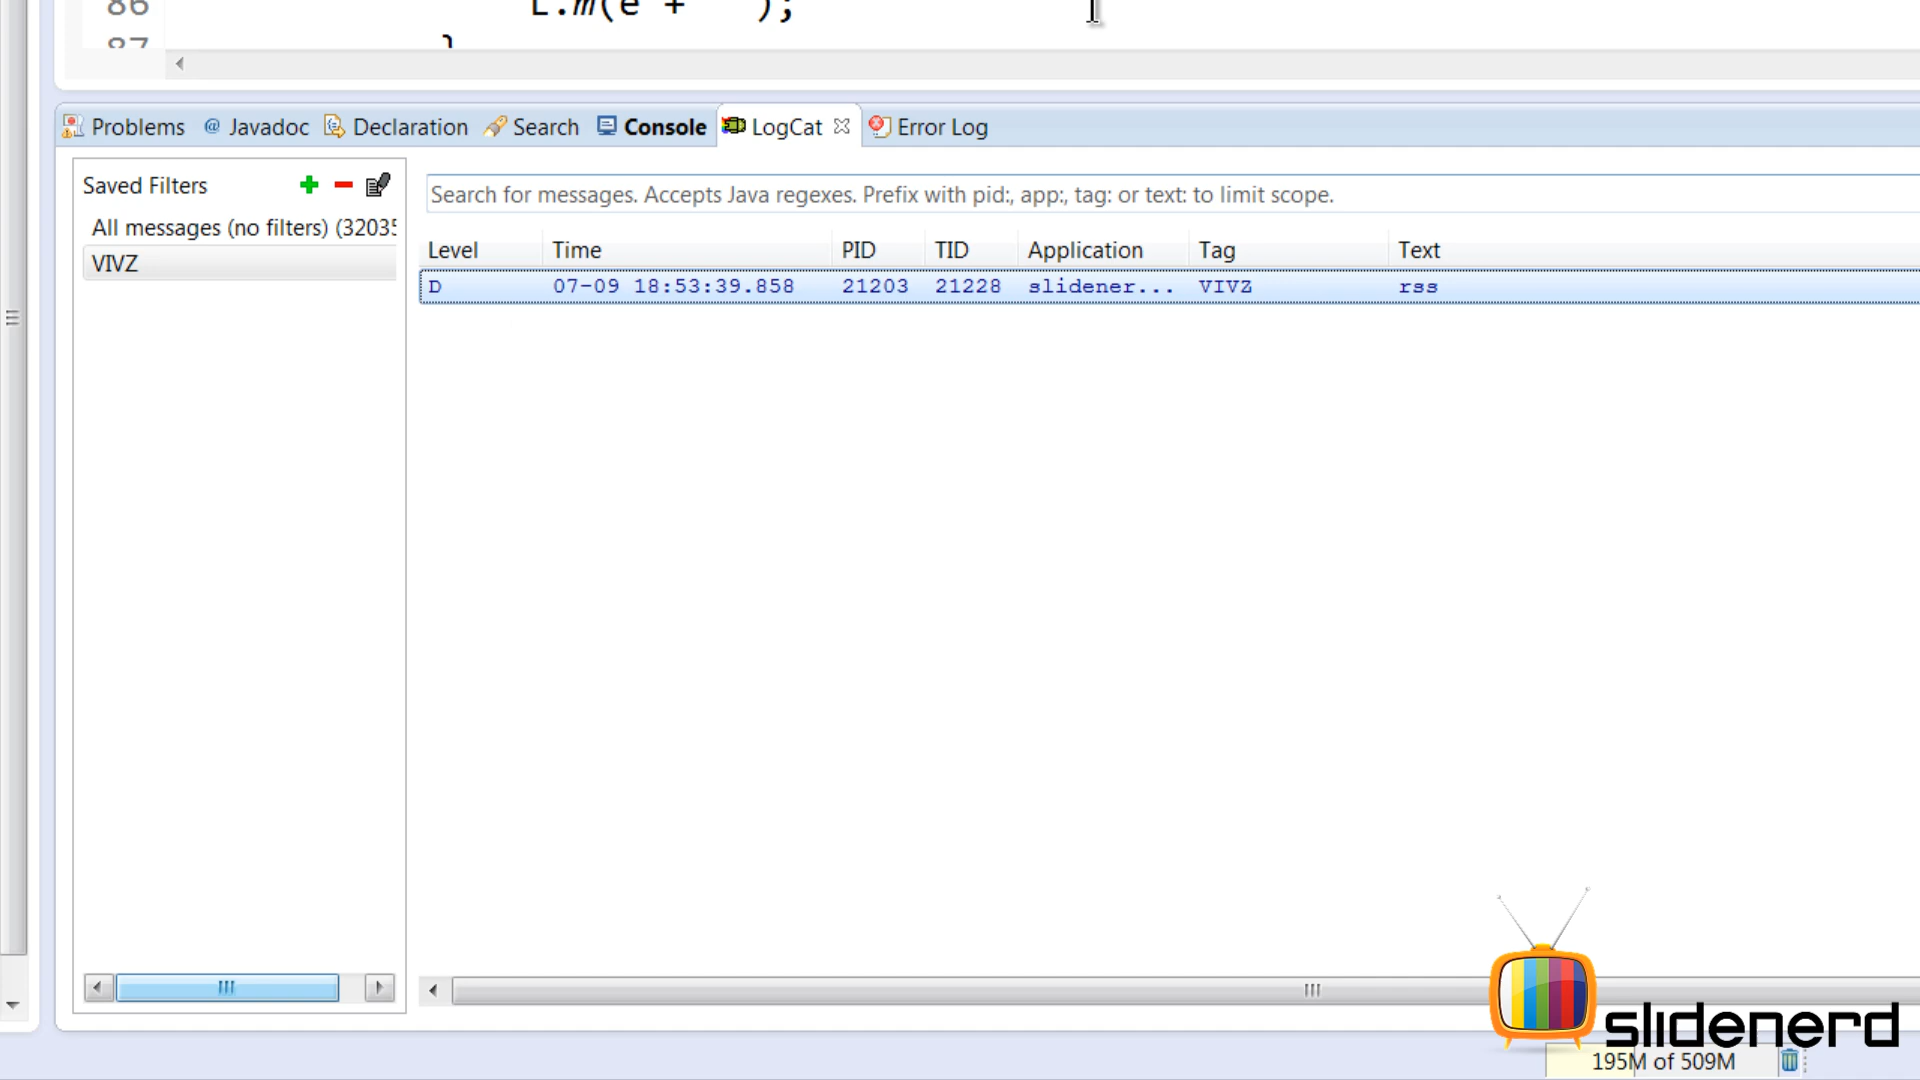 86 L.m(e + " ");
87 }
Problems @ Javadoc Declaration Search Console LogCat Error Log
Saved Filters
Search for messages. Accepts Java regexes. Prefix with pid:, app:, tag: or text: to limit scope.
All messages (no filters) (32035
VIVZ
Level Time PID TID Application Tag Text
D 07-09 18:53:39.858 21203 21228 slidener... VIVZ rss
slidenerd
195M of 509M